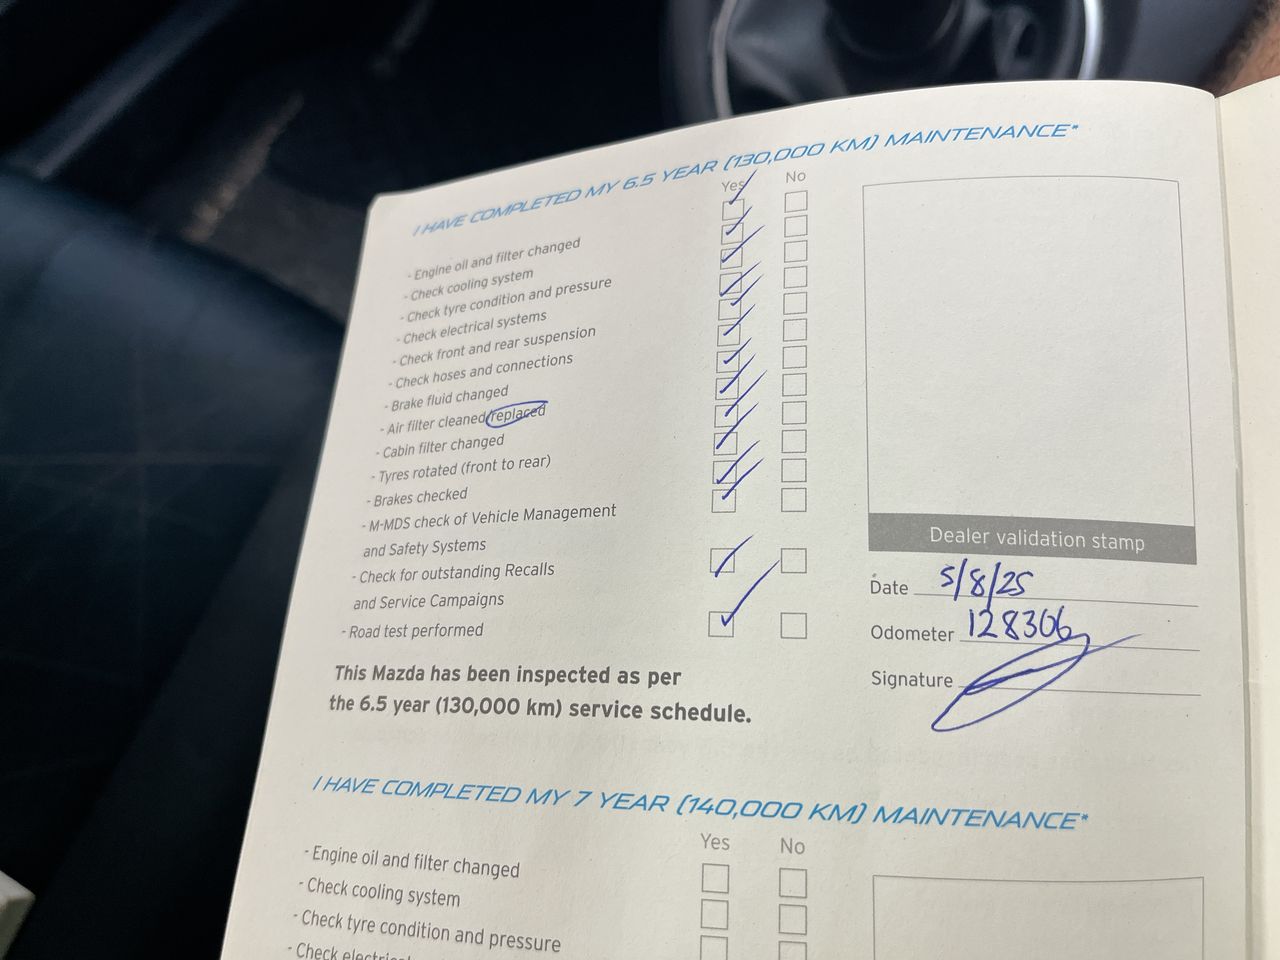 I HAVE COMPLETED MY 6.5 YEAR (130,000 KM) MAINTENANCE*
Yes No
- Engine oil and filter changed
- Check cooling system
- Check tyre condition and pressure
- Check electrical systems
- Check front and rear suspension
- Check hoses and connections
- Brake fluid changed
- Air filter cleaned/replaced
- Cabin filter changed
- Tyres rotated (front to rear)
- Brakes checked
- M-MDS check of Vehicle Management
and Safety Systems
- Check for outstanding Recalls
and Service Campaigns
- Road test performed
This Mazda has been inspected as per
the 6.5 year (130,000 km) service schedule.
Dealer validation stamp
Date 5/8/25
Odometer 128306
Signature
I HAVE COMPLETED MY 7 YEAR (140,000 KM) MAINTENANCE*
Yes No
- Engine oil and filter changed
- Check cooling system
- Check tyre condition and pressure
- Check